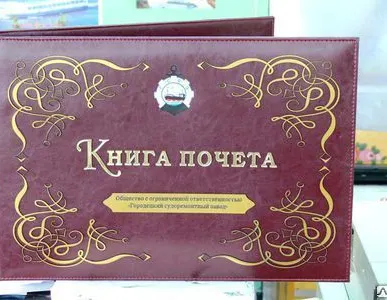 Книга почета
Общество с ограниченной ответственностью
«Городецкий судоремонтный завод»